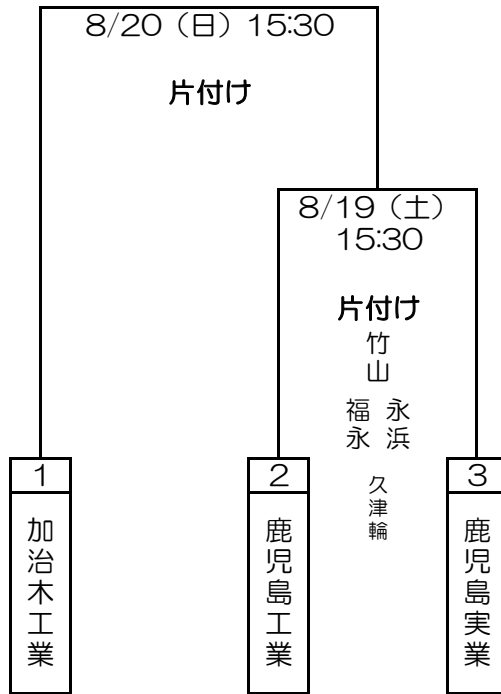 8/20（日）15:30
片付け
8/19（土）
15:30
片付け
竹山
福永
永浜
久津輪
1
加治木工業
2
鹿児島工業
3
鹿児島実業